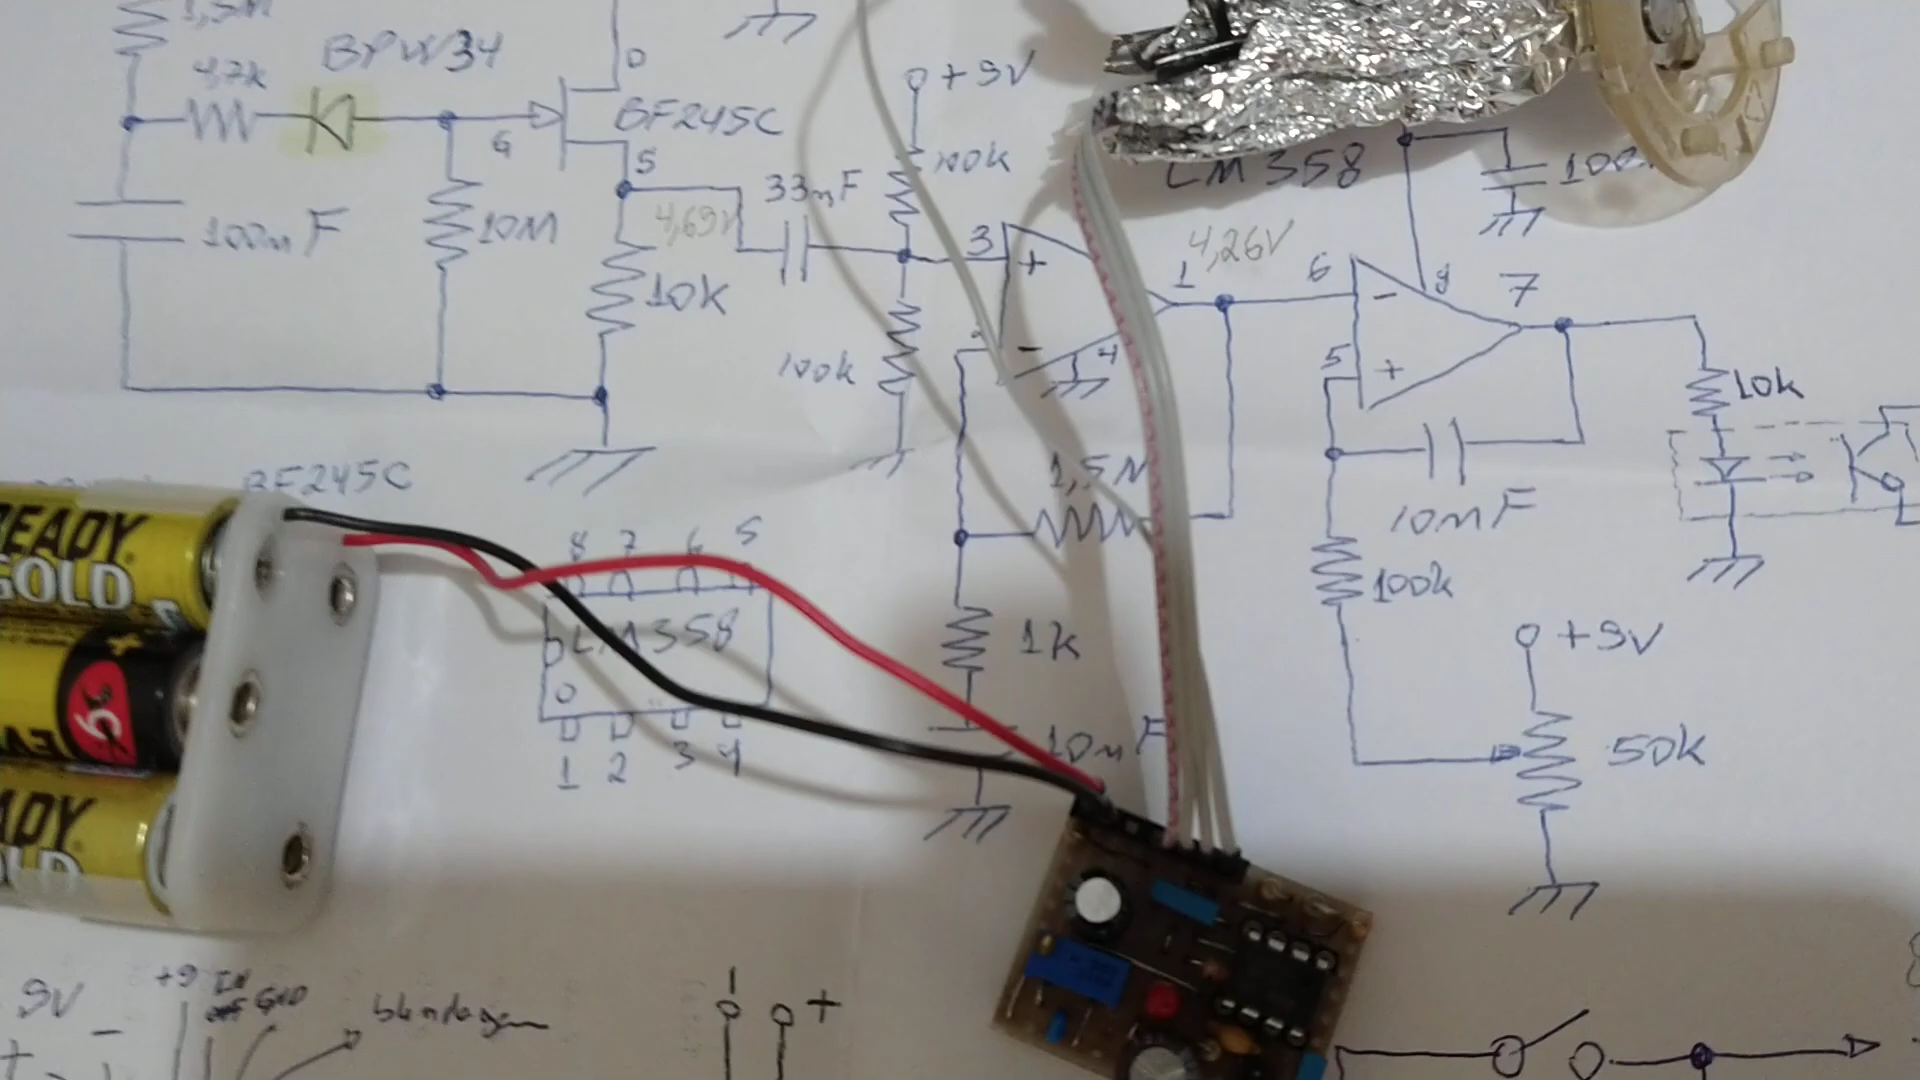 BPW34
4,7k
D
+9V
BF245C
G
S
100k
LM358
33nF
4,69V
100nF
10M
3
+
1
4,26V
6
-
8
7
10k
100k
-
4
5
+
10k
BF245C
1,5M
10nF
8 7 6 5
READY
GOLD
LM358
1k
100k
+9V
1 2 3 4
10nF
50k
9V
+9
IN
GND
blindagem
- +
+
-